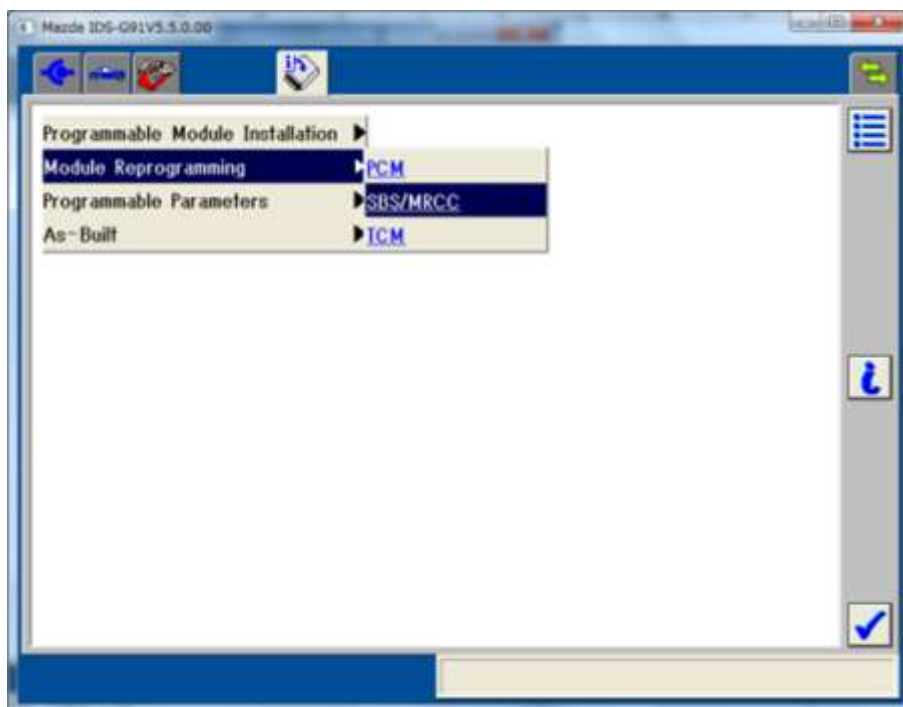 Mazda IDS-G91V5.5.0.00
Programmable Module Installation
Module Reprogramming
PCM
Programmable Parameters
SBS/MRCC
As-Built
TCM